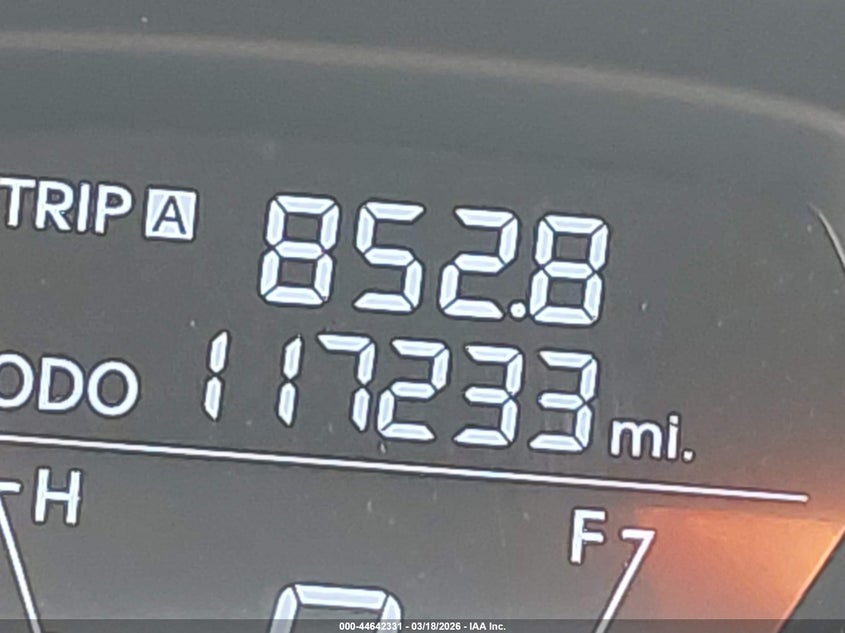 TRIP A 852.8
ODO 117233 mi.
H F
000-44642331 - 03/18/2026 - IAA Inc.